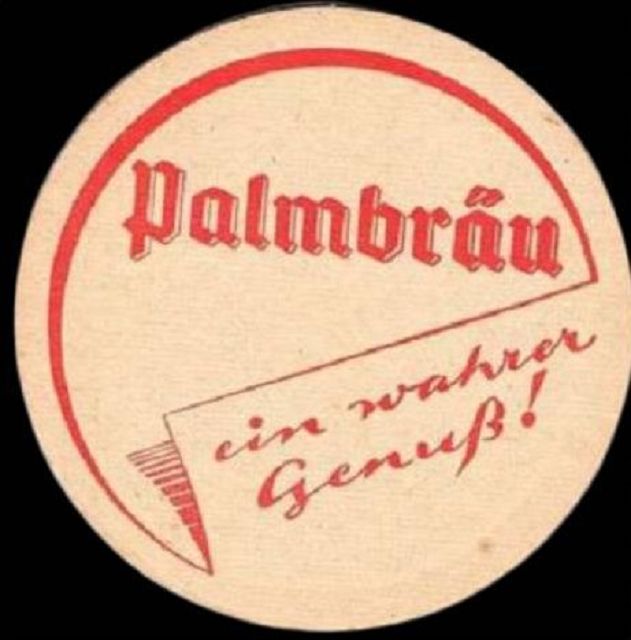 Palmbräu
ein wahrer
Genuß!